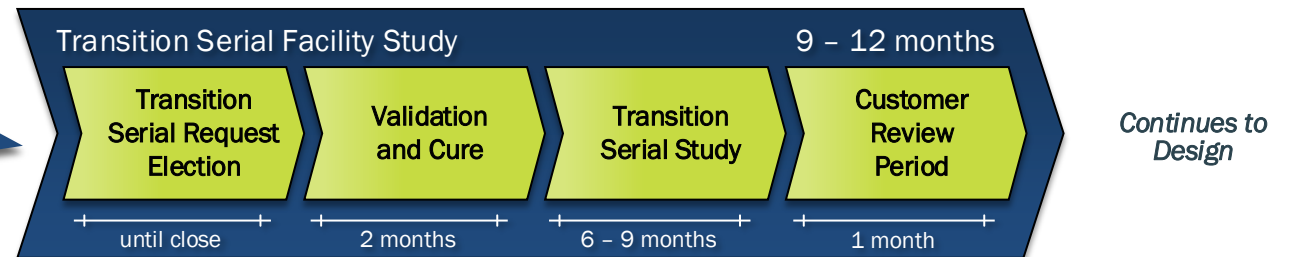 Transition Serial Facility Study
9 – 12 months
Transition
Serial Request
Election
Validation
and Cure
Transition
Serial Study
Customer
Review
Period
until close
2 months
6 – 9 months
1 month
Continues to
Design